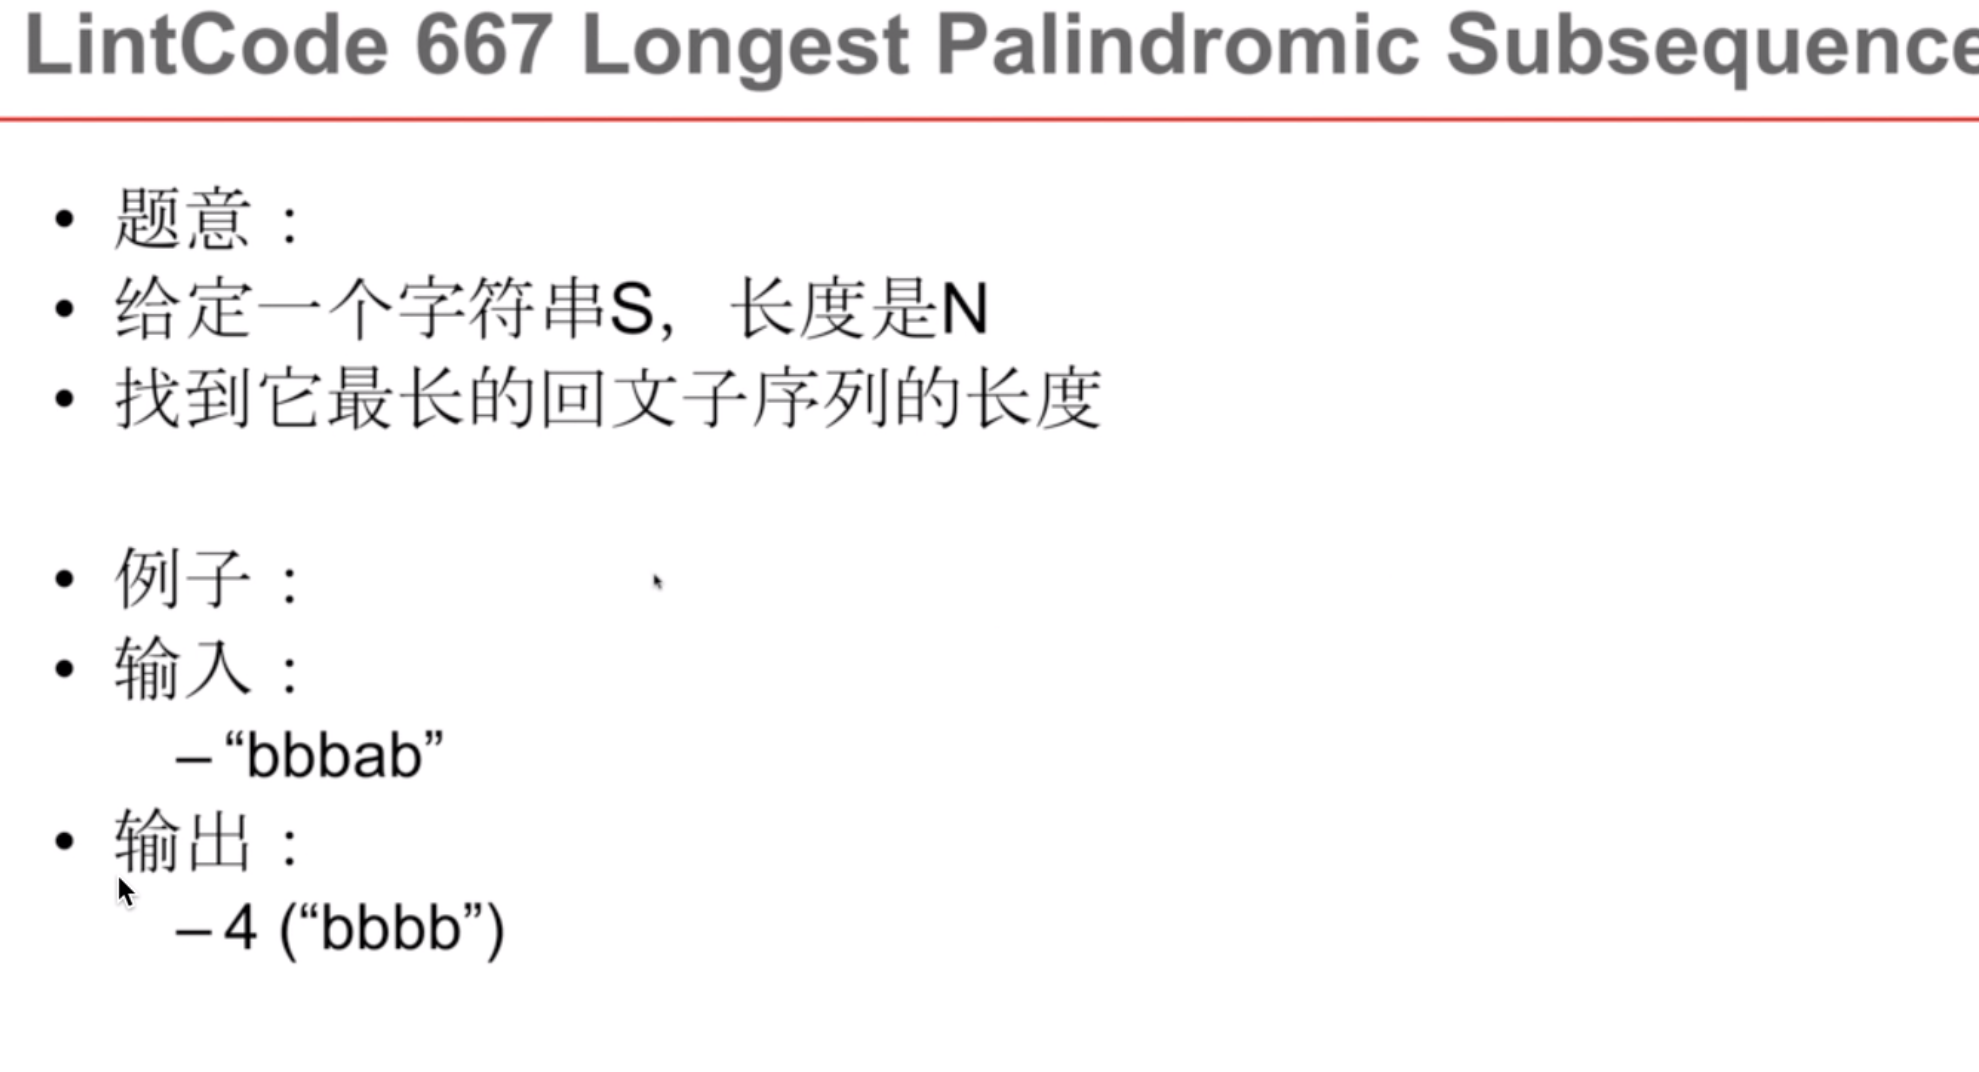 LintCode 667 Longest Palindromic Subsequence
• 题意：
• 给定一个字符串S，长度是N
• 找到它最长的回文子序列的长度
• 例子：
• 输入：
– “bbbab”
• 输出：
– 4 (“bbbb”)